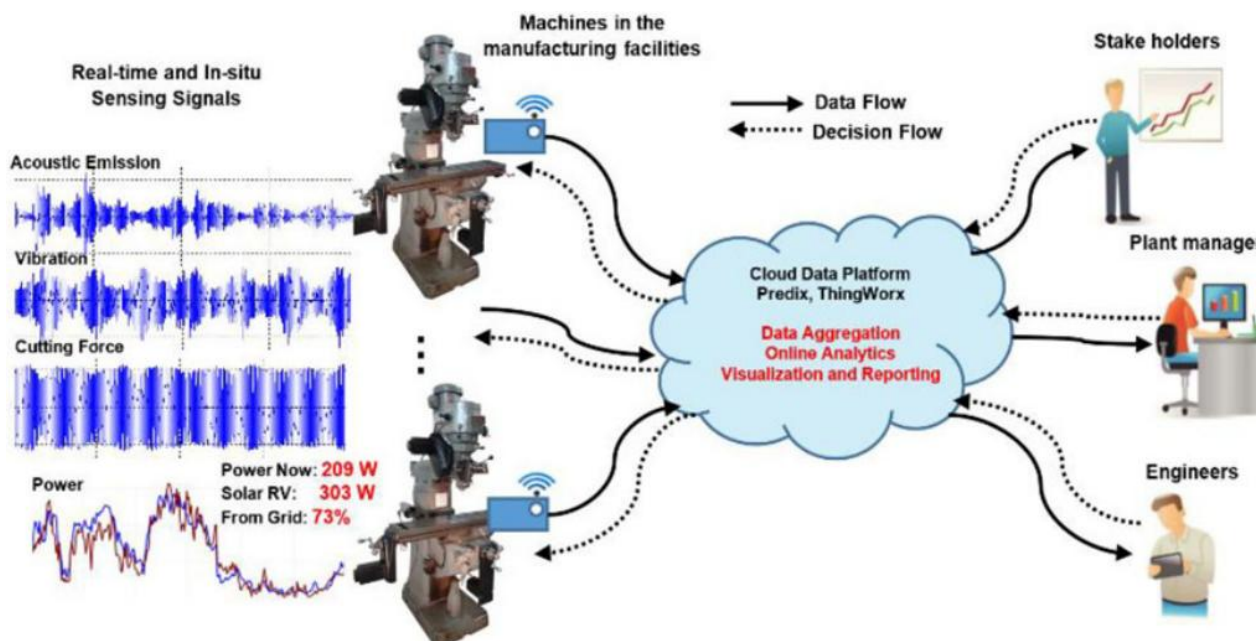 Machines in the
manufacturing facilities
Real-time and In-situ
Sensing Signals
Acoustic Emission
Vibration
Cutting Force
Power
Power Now: 209 W
Solar RV: 303 W
From Grid: 73%
Data Flow
Decision Flow
Cloud Data Platform
Predix, ThingWorx
Data Aggregation
Online Analytics
Visualization and Reporting
Stake holders
Plant manage
Engineers